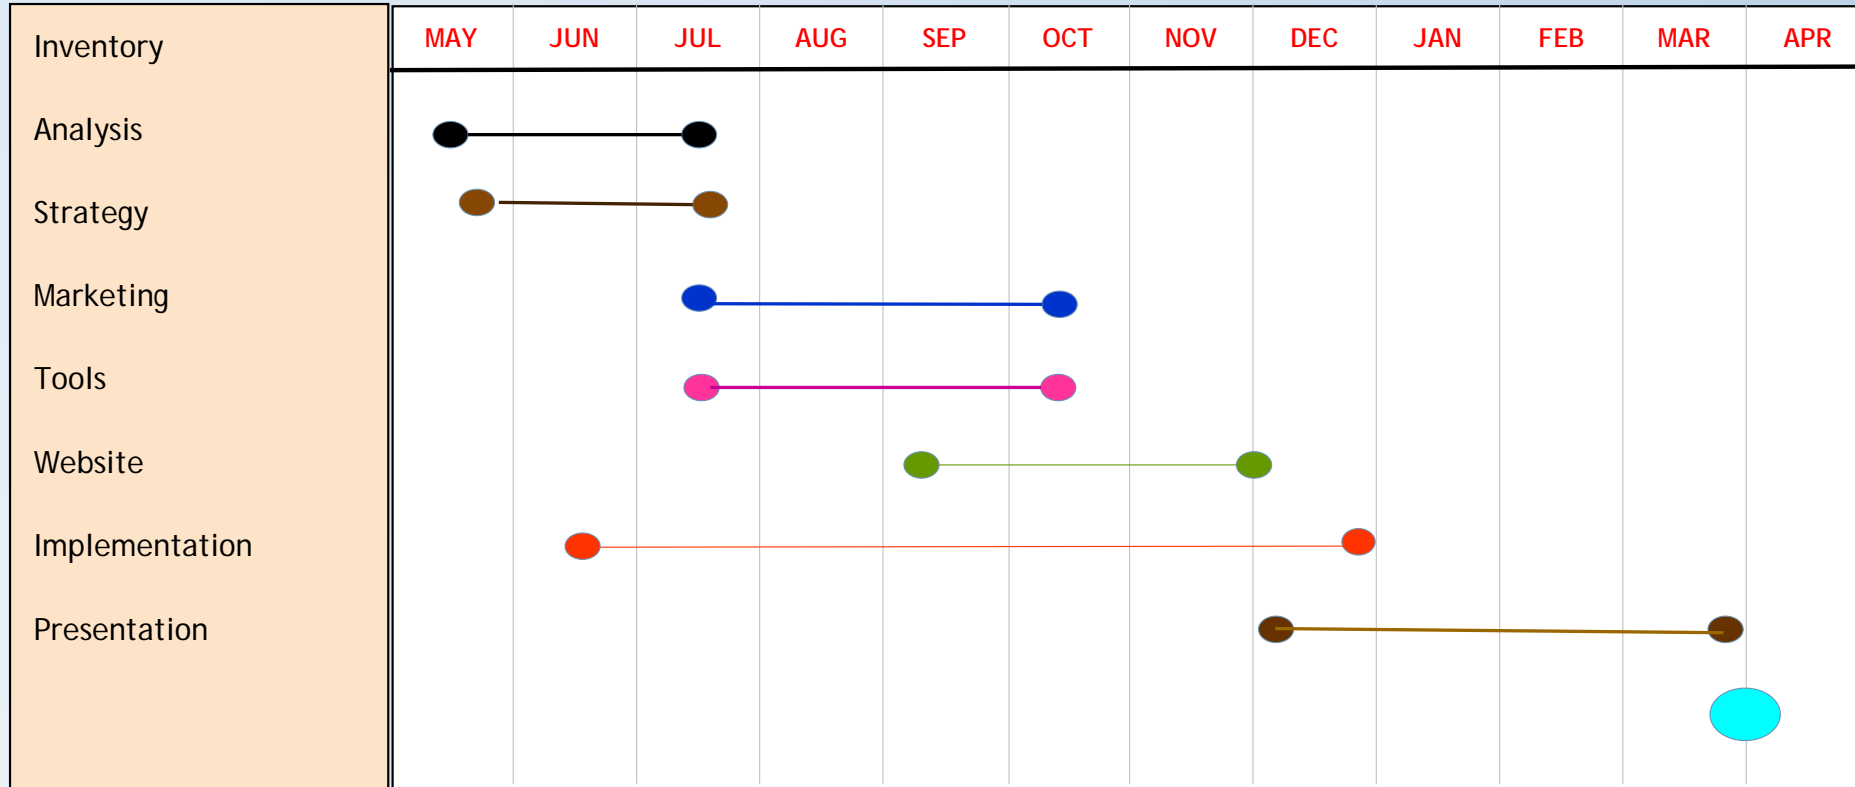 Inventory
MAY JUN JUL AUG SEP OCT NOV DEC JAN FEB MAR APR
Analysis
Strategy
Marketing
Tools
Website
Implementation
Presentation